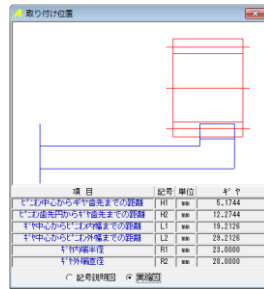 取り付け位置
項 目 記号 単位 ギヤ
ピニオン中心からギヤ歯先までの距離 H1 mm 5.1744
ピニオン歯先円からギヤ歯先までの距離 H2 mm 12.2744
ギヤ中心からピニオン内幅までの距離 L1 mm 19.2126
ギヤ中心からピニオン外幅までの距離 L2 mm 29.2126
ギヤ内端半径 R1 mm 23.0000
ギヤ外端直径 R2 mm 28.0000
記号説明図 実際図